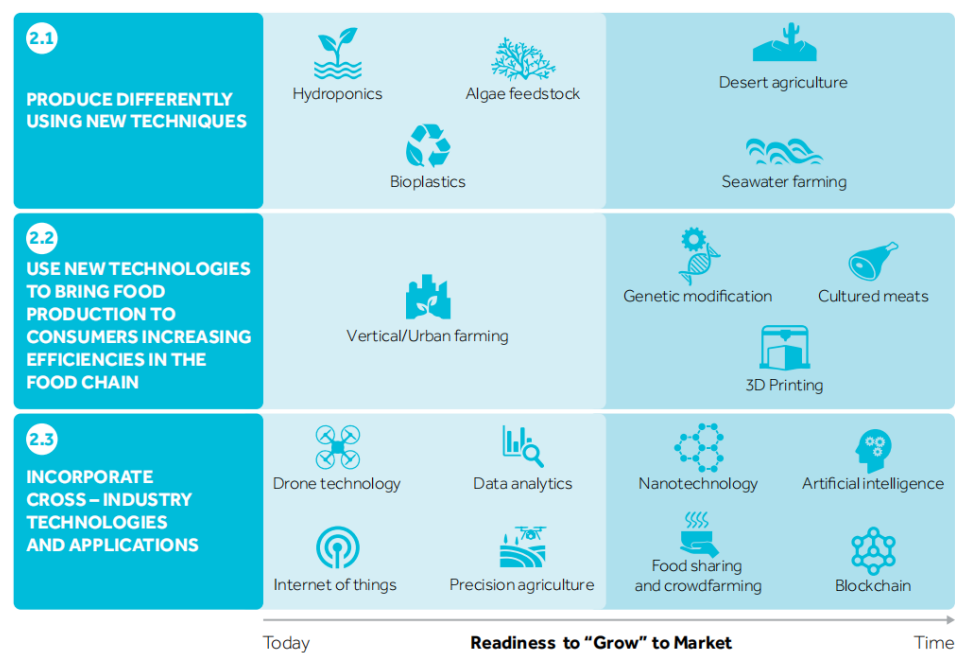 2.1
PRODUCE DIFFERENTLY
USING NEW TECHNIQUES
Hydroponics
Algae feedstock
Bioplastics
Desert agriculture
Seawater farming
2.2
USE NEW TECHNOLOGIES
TO BRING FOOD
PRODUCTION TO
CONSUMERS INCREASING
EFFICIENCIES IN THE
FOOD CHAIN
Vertical/Urban farming
Genetic modification
Cultured meats
3D Printing
2.3
INCORPORATE
CROSS – INDUSTRY
TECHNOLOGIES
AND APPLICATIONS
Drone technology
Data analytics
Internet of things
Precision agriculture
Nanotechnology
Artificial intelligence
Food sharing
and crowdfarming
Blockchain
Today
Readiness to “Grow” to Market
Time